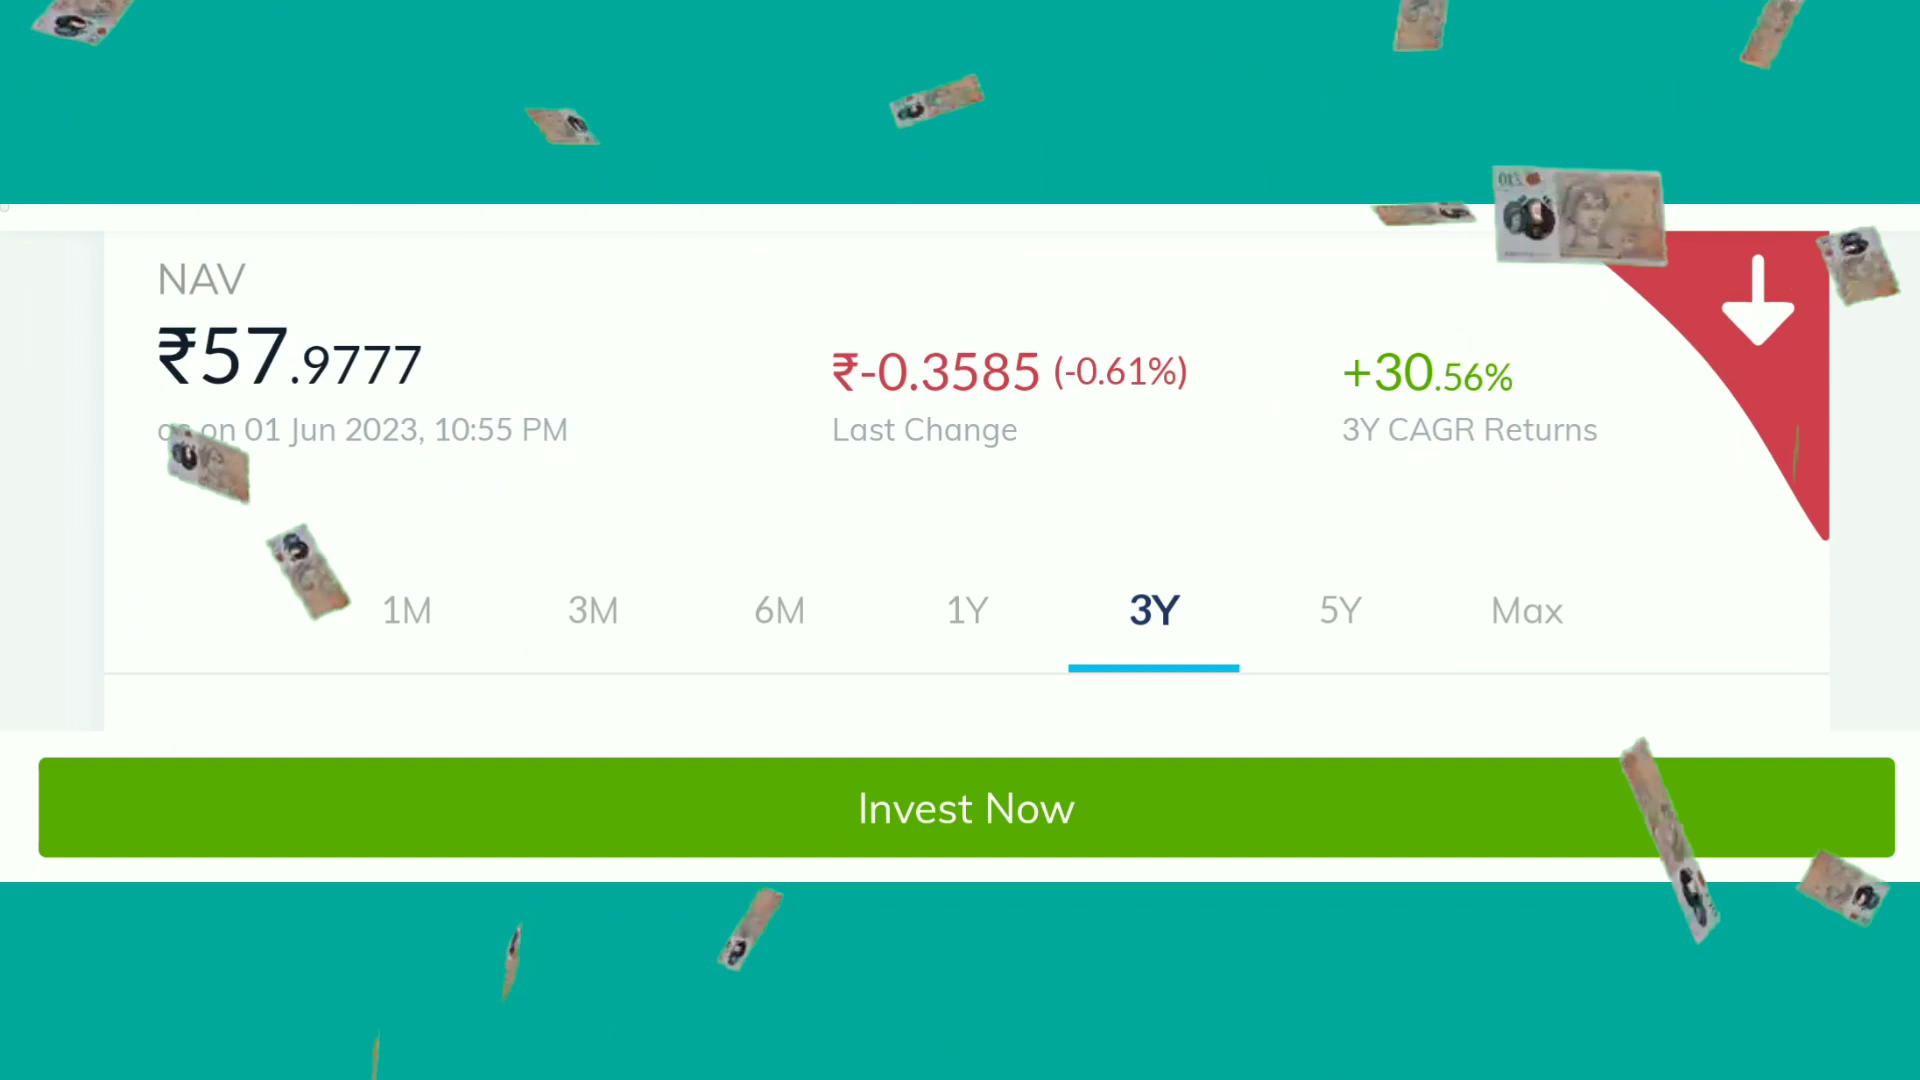 NAV
₹57.9777
on 01 Jun 2023, 10:55 PM
₹-0.3585 (-0.61%)
Last Change
+30.56%
3Y CAGR Returns
1M 3M 6M 1Y 3Y 5Y Max
Invest Now